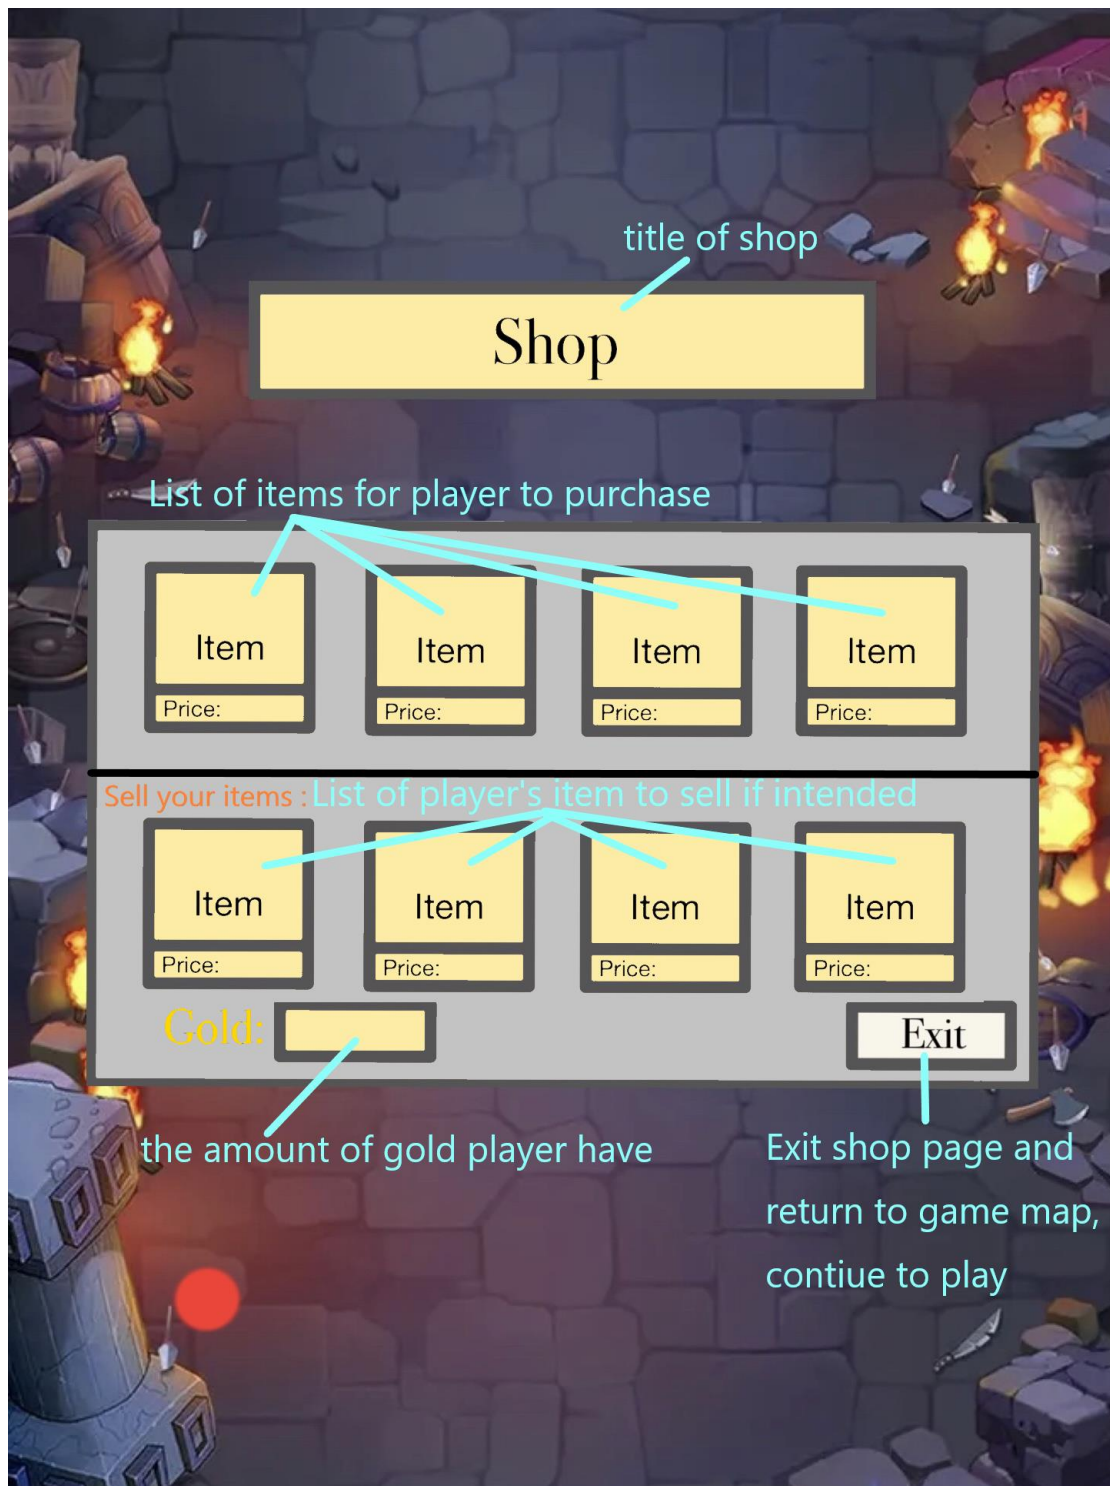 title of shop
Shop
List of items for player to purchase
Item Item Item Item
Price: Price: Price: Price:
Sell your items : List of player's item to sell if intended
Item Item Item Item
Price: Price: Price: Price:
Gold: Exit
the amount of gold player have
Exit shop page and
return to game map,
contiue to play